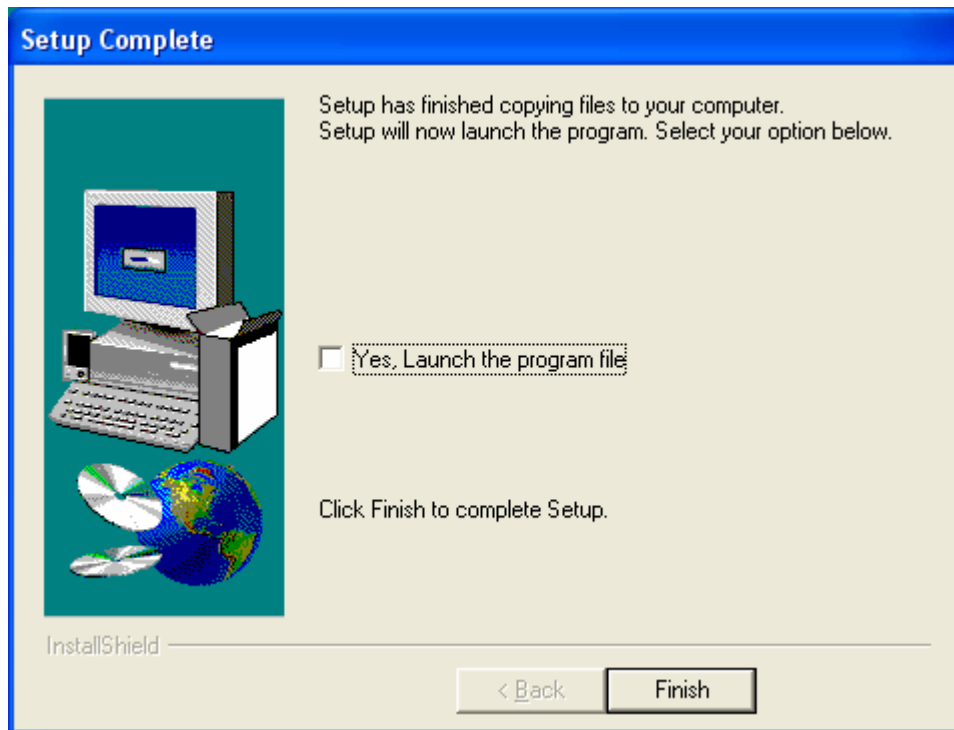 Setup Complete
Setup has finished copying files to your computer.
Setup will now launch the program. Select your option below.
Yes, Launch the program file
Click Finish to complete Setup.
InstallShield
< Back
Finish